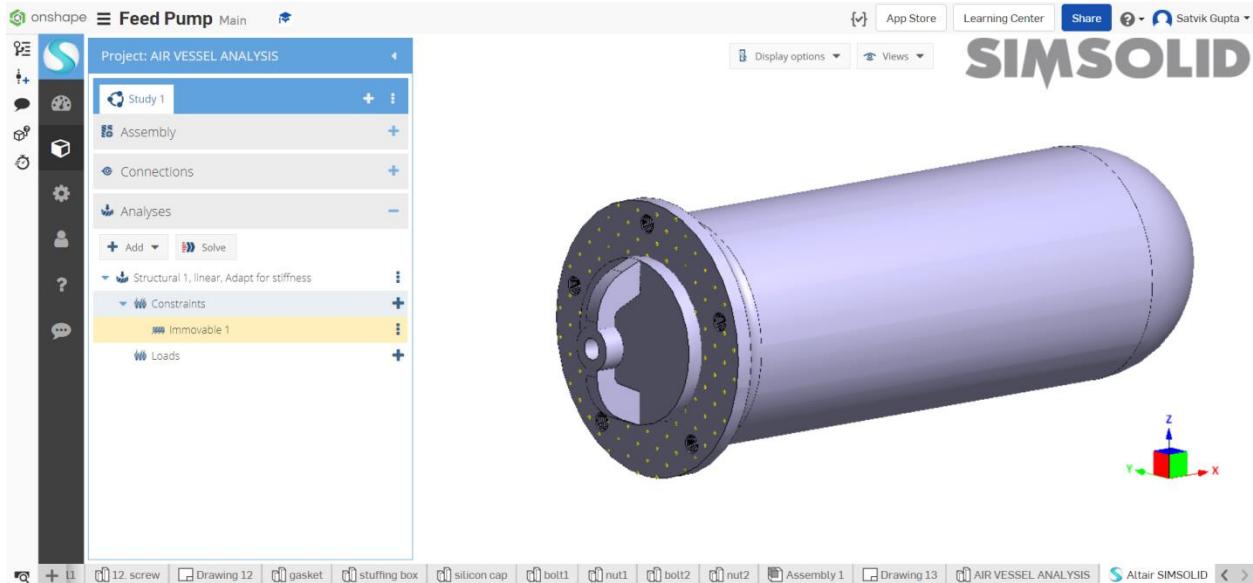 onshape Feed Pump Main App Store Learning Center Share Satvik Gupta
Project: AIR VESSEL ANALYSIS
Display options Views SIMSOLID
Study 1
Assembly
Connections
Analyses
Add Solve
Structural 1, linear, Adapt for stiffness
Constraints
Immovable 1
Loads
Z
Y X
12. screw Drawing 12 gasket stuffing box silicon cap bolt1 nut1 bolt2 nut2 Assembly 1 Drawing 13 AIR VESSEL ANALYSIS Altair SIMSOLID